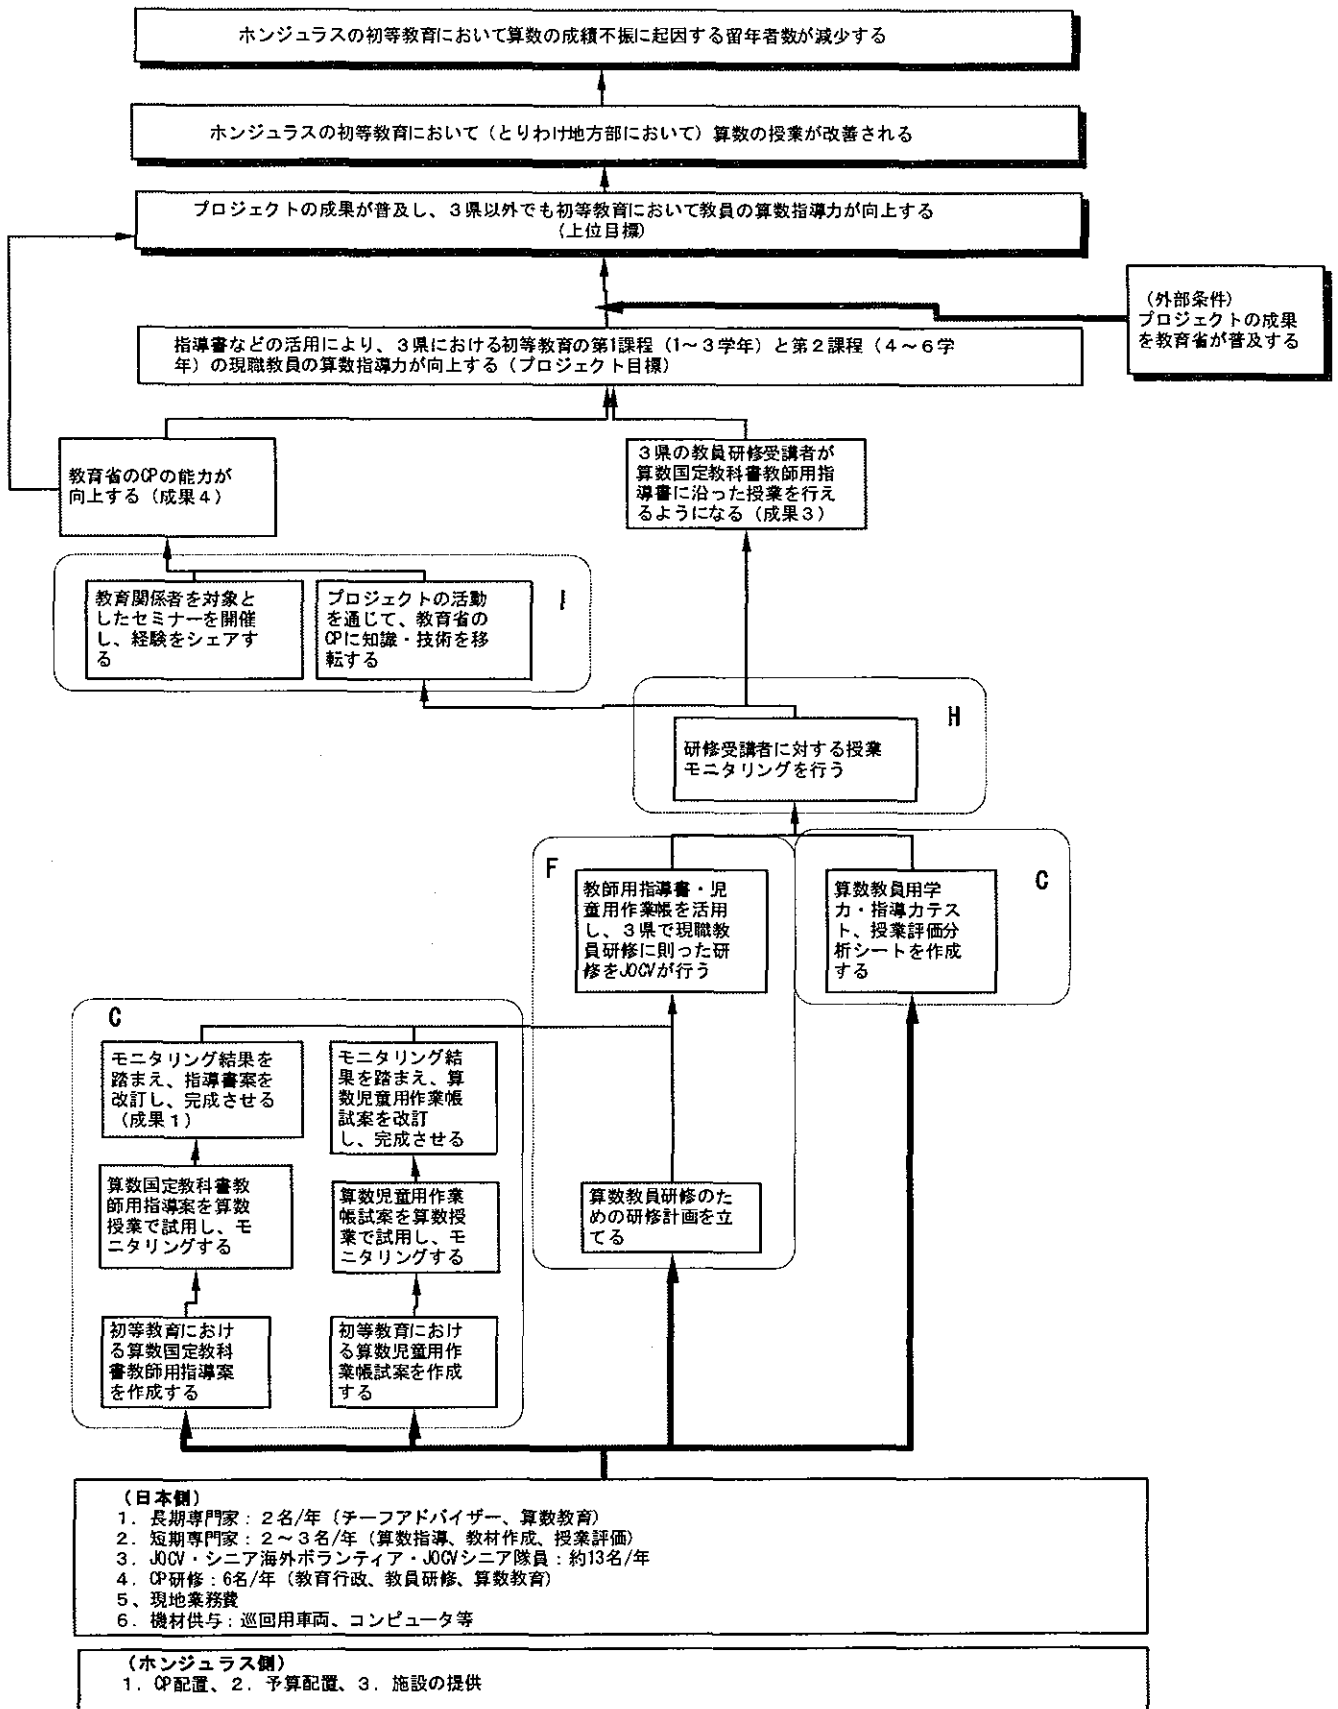 ホンジュラスの初等教育において算数の成績不振に起因する留年者数が減少する
ホンジュラスの初等教育において（とりわけ地方部において）算数の授業が改善される
プロジェクトの成果が普及し、３県以外でも初等教育において教員の算数指導力が向上する
（上位目標）
（外部条件）
プロジェクトの成果
を教育省が普及する
指導書などの活用により、３県における初等教育の第1課程（1～３学年）と第２課程（４～６学
年）の現職教員の算数指導力が向上する（プロジェクト目標）
教育省のCPの能力が
向上する（成果４）
３県の教員研修受講者が
算数国定教科書教師用指
導書に沿った授業を行え
るようになる（成果３）
教育関係者を対象と
したセミナーを開催
し、経験をシェアす
る
プロジェクトの活動
を通じて、教育省の
CPに知識・技術を移
転する
I
H
研修受講者に対する授業
モニタリングを行う
F
教師用指導書・児
童用作業帳を活用
し、３県で現職教
員研修に則った研
修をJOCVが行う
算数教員用学
力・指導力テス
ト、授業評価分
析シートを作成
する
C
C
モニタリング結果を
踏まえ、指導書案を
改訂し、完成させる
（成果１）
モニタリング結
果を踏まえ、算
数児童用作業帳
試案を改訂
し、完成させる
算数国定教科書教
師用指導案を算数
授業で試用し、モ
ニタリングする
算数児童用作業
帳試案を算数授
業で試用し、モ
ニタリングする
算数教員研修のた
めの研修計画を立
てる
初等教育におけ
る算数国定教科
書教師用指導案
を作成する
初等教育におけ
る算数児童用作
業帳試案を作成
する
（日本側）
１．長期専門家：２名/年（チーフアドバイザー、算数教育）
２．短期専門家：２～３名/年（算数指導、教材作成、授業評価）
３．JOCV・シニア海外ボランティア・JOCVシニア隊員：約13名/年
４．CP研修：6名/年（教育行政、教員研修、算数教育）
５、現地業務費
６．機材供与：巡回用車両、コンピュータ等
（ホンジュラス側）
１．CP配置、２．予算配置、３．施設の提供